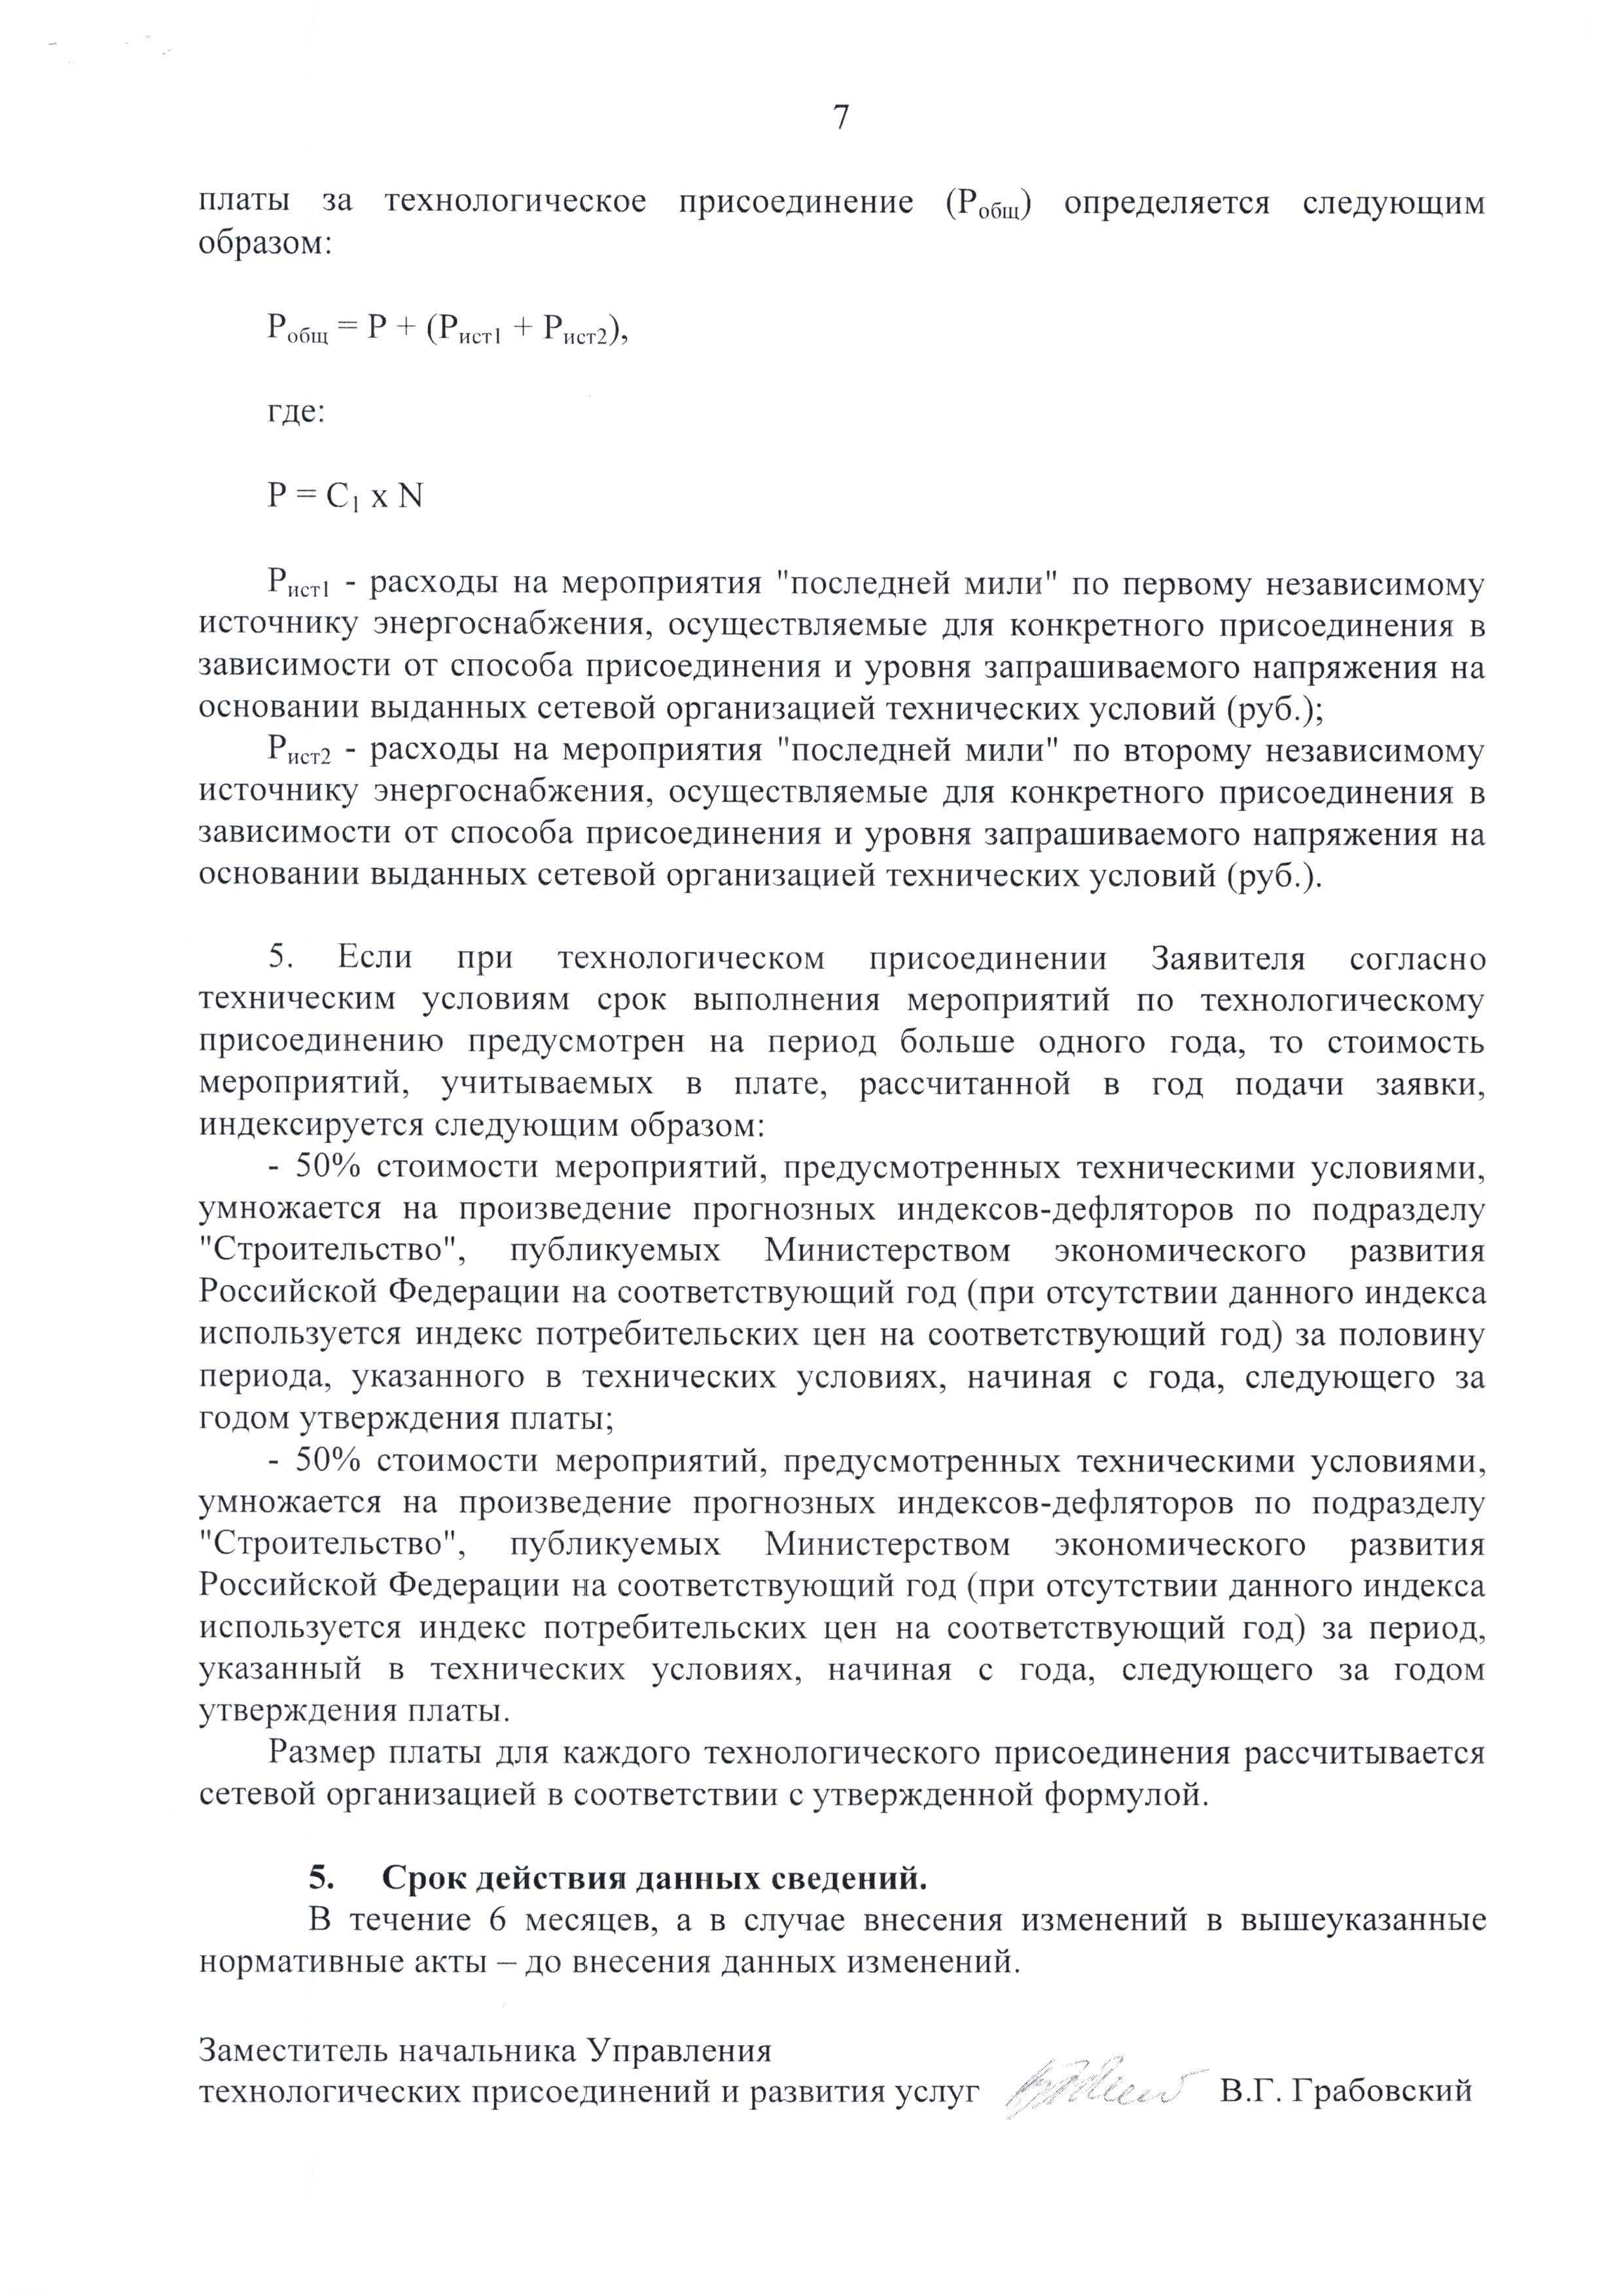 7
платы за технологическое присоединение (Робщ) определяется следующим
образом:
Робщ = Р + (Рист1 + Рист2),
где:
Р = С1 х N
Рист1 - расходы на мероприятия "последней мили" по первому независимому
источнику энергоснабжения, осуществляемые для конкретного присоединения в
зависимости от способа присоединения и уровня запрашиваемого напряжения на
основании выданных сетевой организацией технических условий (руб.);
Рист2 - расходы на мероприятия "последней мили" по второму независимому
источнику энергоснабжения, осуществляемые для конкретного присоединения в
зависимости от способа присоединения и уровня запрашиваемого напряжения на
основании выданных сетевой организацией технических условий (руб.).
5. Если при технологическом присоединении Заявителя согласно
техническим условиям срок выполнения мероприятий по технологическому
присоединению предусмотрен на период больше одного года, то стоимость
мероприятий, учитываемых в плате, рассчитанной в год подачи заявки,
индексируется следующим образом:
- 50% стоимости мероприятий, предусмотренных техническими условиями,
умножается на произведение прогнозных индексов-дефляторов по подразделу
"Строительство", публикуемых Министерством экономического развития
Российской Федерации на соответствующий год (при отсутствии данного индекса
используется индекс потребительских цен на соответствующий год) за половину
периода, указанного в технических условиях, начиная с года, следующего за
годом утверждения платы;
- 50% стоимости мероприятий, предусмотренных техническими условиями,
умножается на произведение прогнозных индексов-дефляторов по подразделу
"Строительство", публикуемых Министерством экономического развития
Российской Федерации на соответствующий год (при отсутствии данного индекса
используется индекс потребительских цен на соответствующий год) за период,
указанный в технических условиях, начиная с года, следующего за годом
утверждения платы.
Размер платы для каждого технологического присоединения рассчитывается
сетевой организацией в соответствии с утвержденной формулой.
5. Срок действия данных сведений.
В течение 6 месяцев, а в случае внесения изменений в вышеуказанные
нормативные акты – до внесения данных изменений.
Заместитель начальника Управления
технологических присоединений и развития услуг В.Г. Грабовский